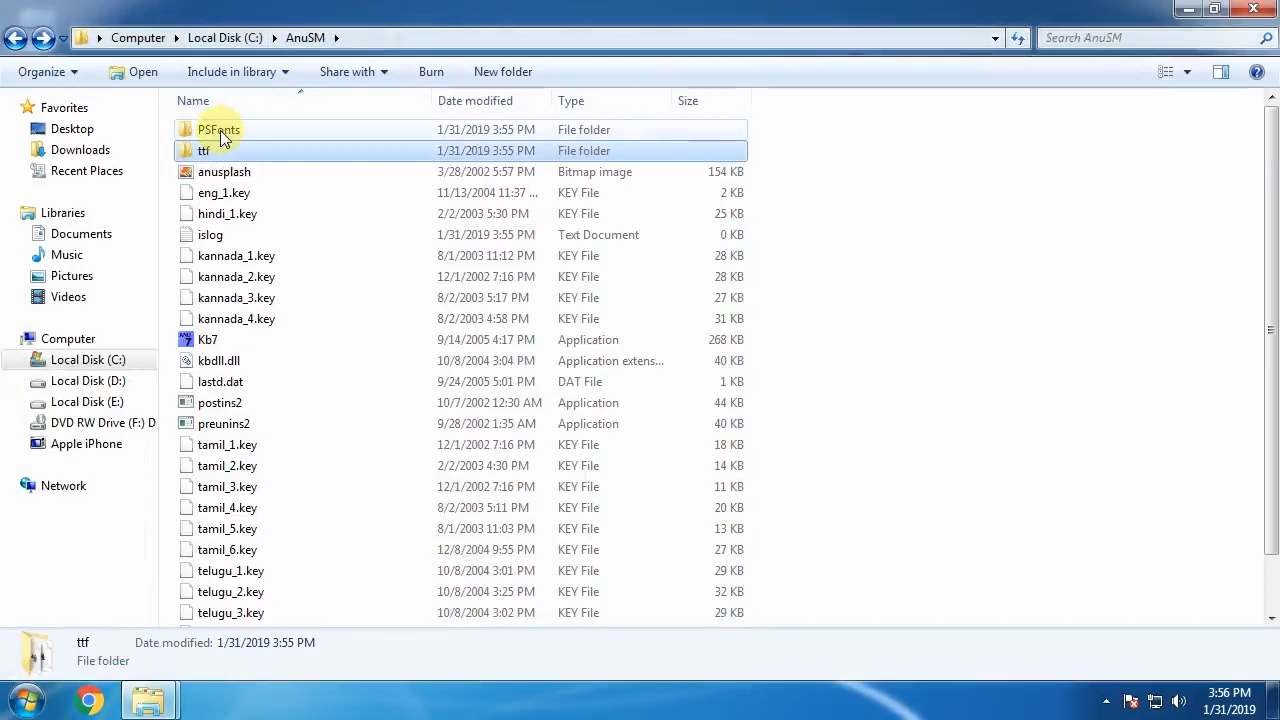 Computer Local Disk (C:) AnuSM Search AnuSM
Organize Open Include in library Share with Burn New folder
Name Date modified Type Size
Favorites
Desktop
Downloads
Recent Places
Libraries
Documents
Music
Pictures
Videos
Computer
Local Disk (C:)
Local Disk (D:)
Local Disk (E:)
DVD RW Drive (F:) D
Apple iPhone
Network
PSFonts 1/31/2019 3:55 PM File folder
ttf 1/31/2019 3:55 PM File folder
anusplash 3/28/2002 5:57 PM Bitmap image 154 KB
eng_1.key 11/13/2004 11:37 ... KEY File 2 KB
hindi_1.key 2/2/2003 5:30 PM KEY File 25 KB
islog 1/31/2019 3:55 PM Text Document 0 KB
kannada_1.key 8/1/2003 11:12 PM KEY File 28 KB
kannada_2.key 12/1/2002 7:16 PM KEY File 28 KB
kannada_3.key 8/2/2003 5:17 PM KEY File 27 KB
kannada_4.key 8/2/2003 4:58 PM KEY File 31 KB
Kb7 9/14/2005 4:17 PM Application 268 KB
kbdll.dll 10/8/2004 3:04 PM Application extens... 40 KB
lastd.dat 9/24/2005 5:01 PM DAT File 1 KB
postins2 10/7/2002 12:30 AM Application 44 KB
preunins2 9/28/2002 1:35 AM Application 40 KB
tamil_1.key 12/1/2002 7:16 PM KEY File 18 KB
tamil_2.key 2/2/2003 4:30 PM KEY File 14 KB
tamil_3.key 12/1/2002 7:16 PM KEY File 11 KB
tamil_4.key 8/2/2003 5:11 PM KEY File 20 KB
tamil_5.key 8/1/2003 11:03 PM KEY File 13 KB
tamil_6.key 12/8/2004 9:55 PM KEY File 27 KB
telugu_1.key 10/8/2004 3:01 PM KEY File 29 KB
telugu_2.key 10/8/2004 3:25 PM KEY File 32 KB
telugu_3.key 10/8/2004 3:02 PM KEY File 29 KB
ttf Date modified: 1/31/2019 3:55 PM
File folder
3:56 PM
1/31/2019